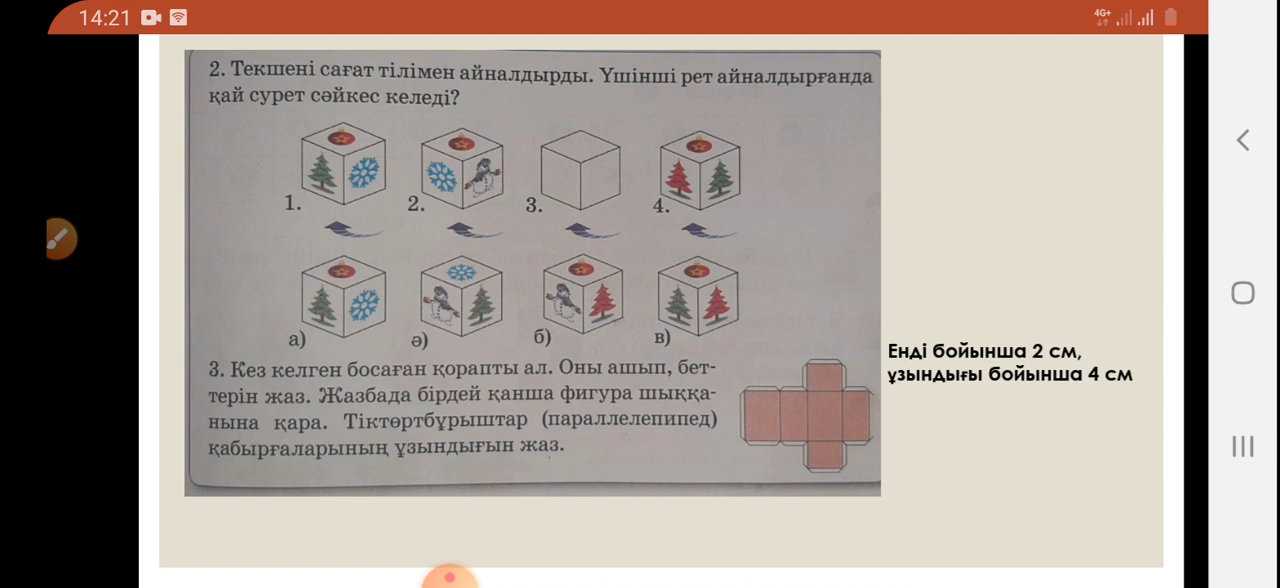 14:21
4G+
2. Текшені сағат тілімен айналдырды. Үшінші рет айналдырғанда
қай сурет сәйкес келеді?
1.
2.
3.
4.
а)
ә)
б)
в)
3. Кез келген босаған қорапты ал. Оны ашып, бет-
терін жаз. Жазбада бірдей қанша фигура шыққа-
нына қара. Тіктөртбұрыштар (параллелепипед)
қабырғаларының ұзындығын жаз.
Енді бойынша 2 см,
ұзындығы бойынша 4 см